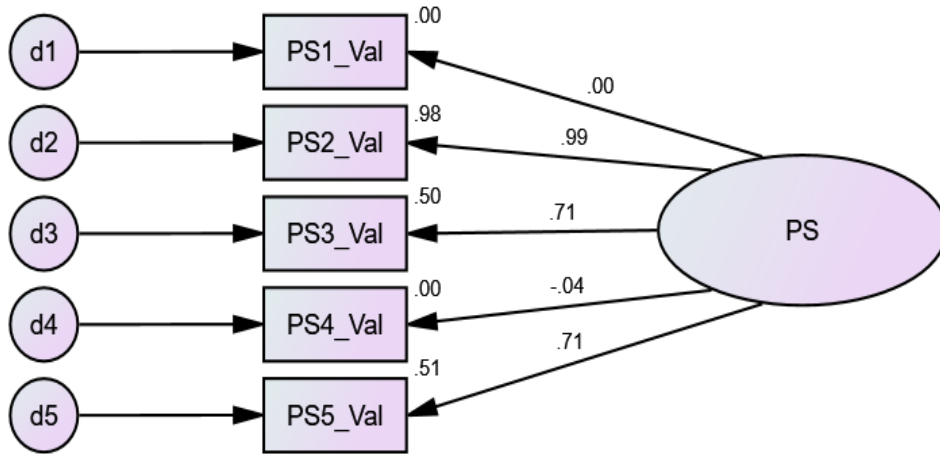 .00
d1 PS1_Val
.00
.98
d2 PS2_Val
.99
.50
d3 PS3_Val
.71
PS
.00
d4 PS4_Val
-.04
.71
.51
d5 PS5_Val